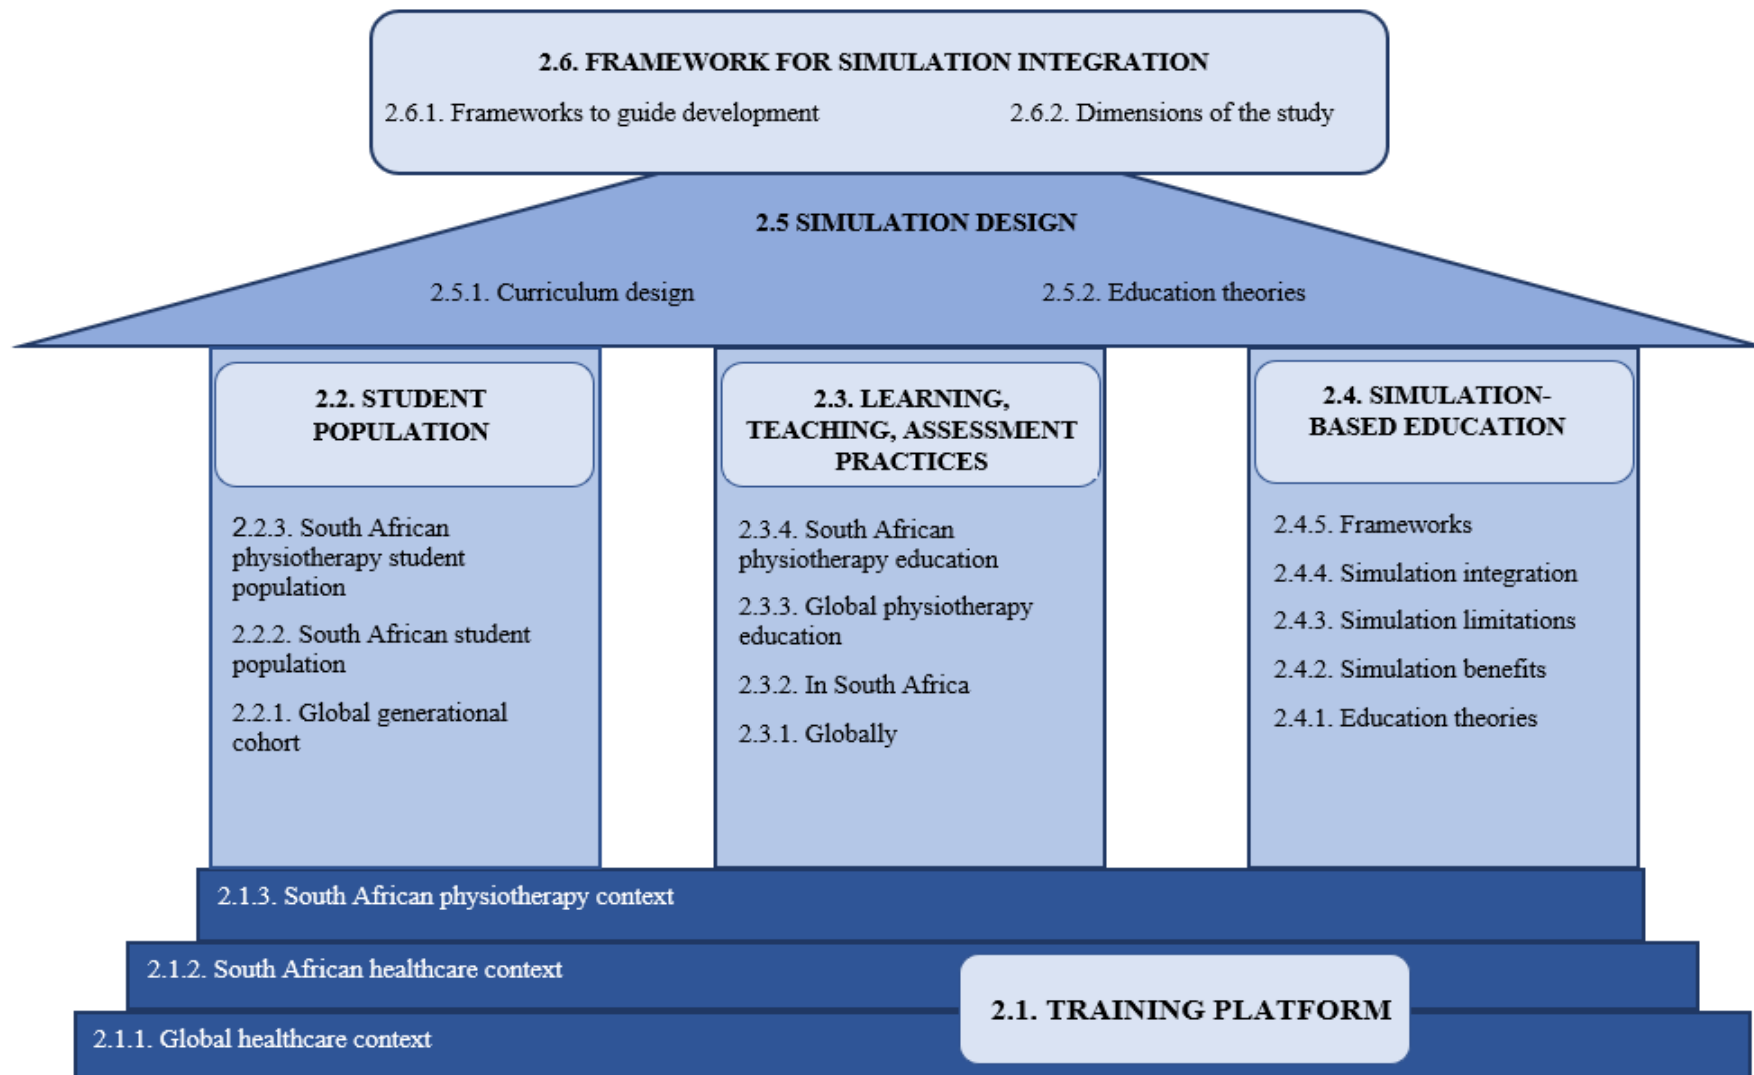 2.6. FRAMEWORK FOR SIMULATION INTEGRATION
2.6.1. Frameworks to guide development
2.6.2. Dimensions of the study
2.5 SIMULATION DESIGN
2.5.1. Curriculum design
2.5.2. Education theories
2.2. STUDENT
POPULATION
2.2.3. South African
physiotherapy student
population
2.2.2. South African student
population
2.2.1. Global generational
cohort
2.3. LEARNING,
TEACHING, ASSESSMENT
PRACTICES
2.3.4. South African
physiotherapy education
2.3.3. Global physiotherapy
education
2.3.2. In South Africa
2.3.1. Globally
2.4. SIMULATION-
BASED EDUCATION
2.4.5. Frameworks
2.4.4. Simulation integration
2.4.3. Simulation limitations
2.4.2. Simulation benefits
2.4.1. Education theories
2.1.3. South African physiotherapy context
2.1.2. South African healthcare context
2.1. TRAINING PLATFORM
2.1.1. Global healthcare context